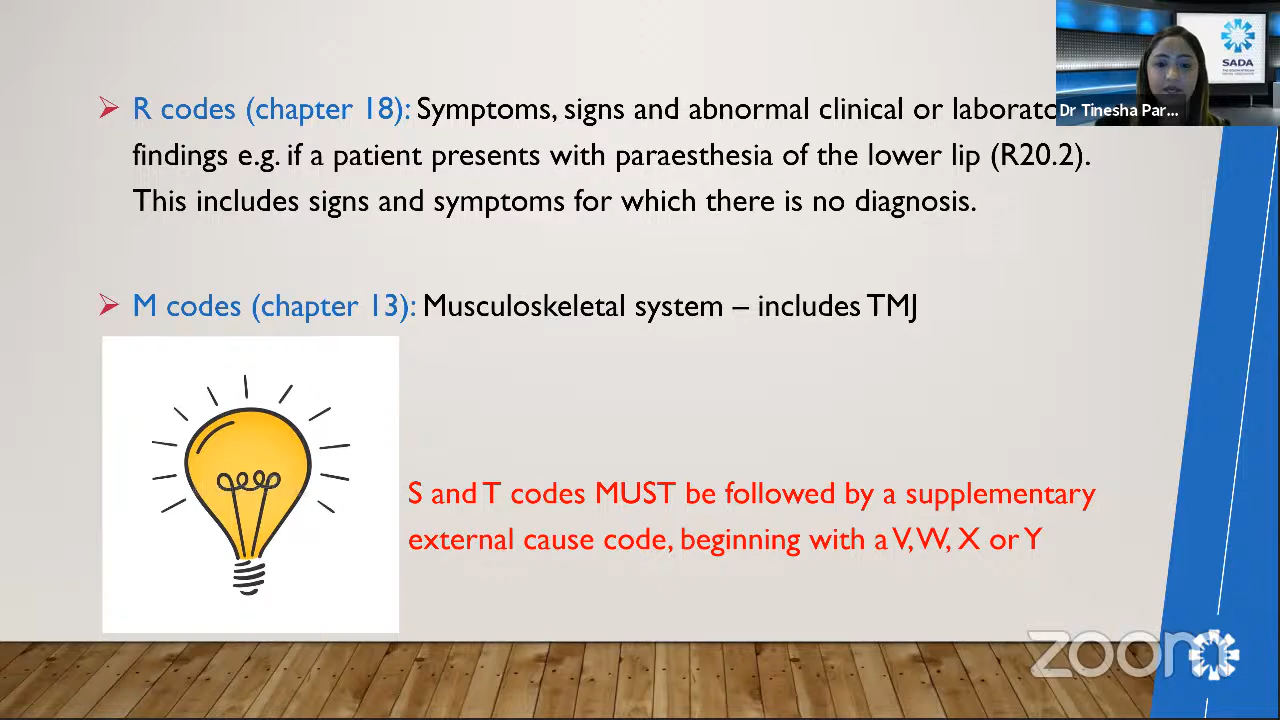 R codes (chapter 18): Symptoms, signs and abnormal clinical or
findings e.g. if a patient presents with paraesthesia of the lower lip (R20.2).
This includes signs and symptoms for which there is no diagnosis.
M codes (chapter 13): Musculoskeletal system – includes TMJ
S and T codes MUST be followed by a supplementary
external cause code, beginning with a V, W, X or Y
SADA
Dr Tinesha Par...
zoom